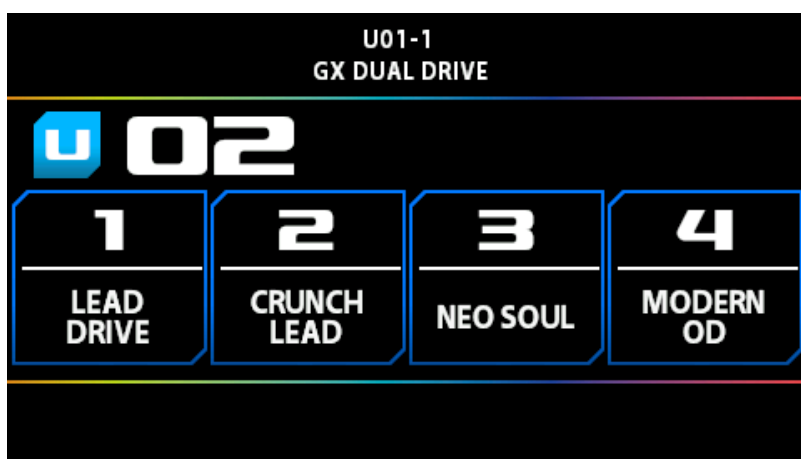 U01-1
GX DUAL DRIVE
U 02
1
LEAD
DRIVE
2
CRUNCH
LEAD
3
NEO SOUL
4
MODERN
OD